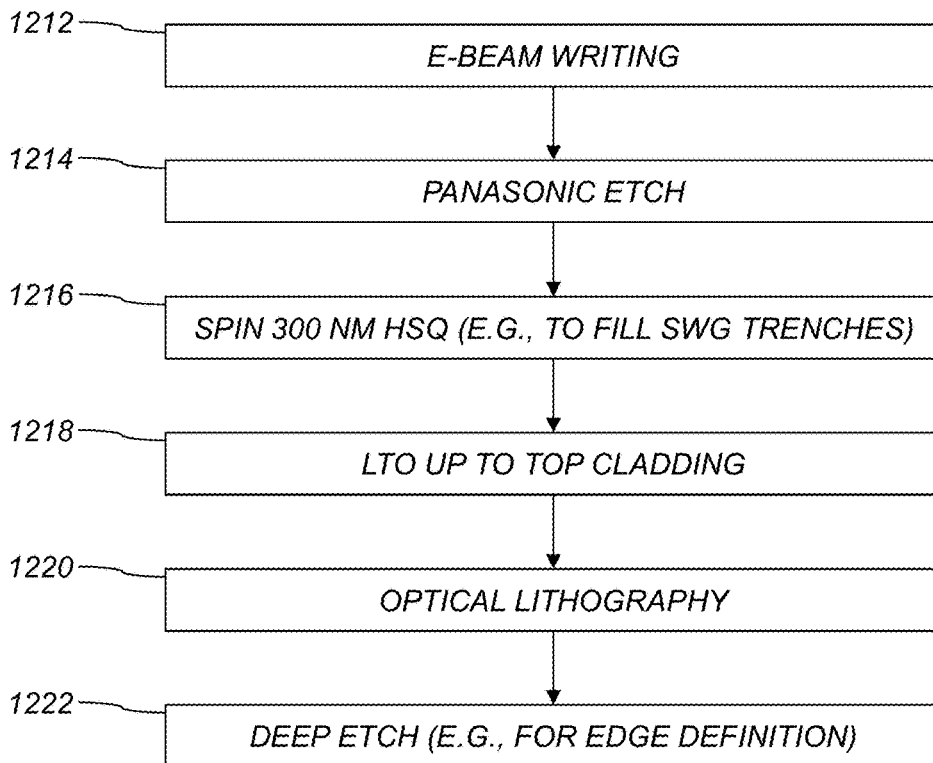 1212
E-BEAM WRITING
1214
PANASONIC ETCH
1216
SPIN 300 NM HSQ (E.G., TO FILL SWG TRENCHES)
1218
LTO UP TO TOP CLADDING
1220
OPTICAL LITHOGRAPHY
1222
DEEP ETCH (E.G., FOR EDGE DEFINITION)